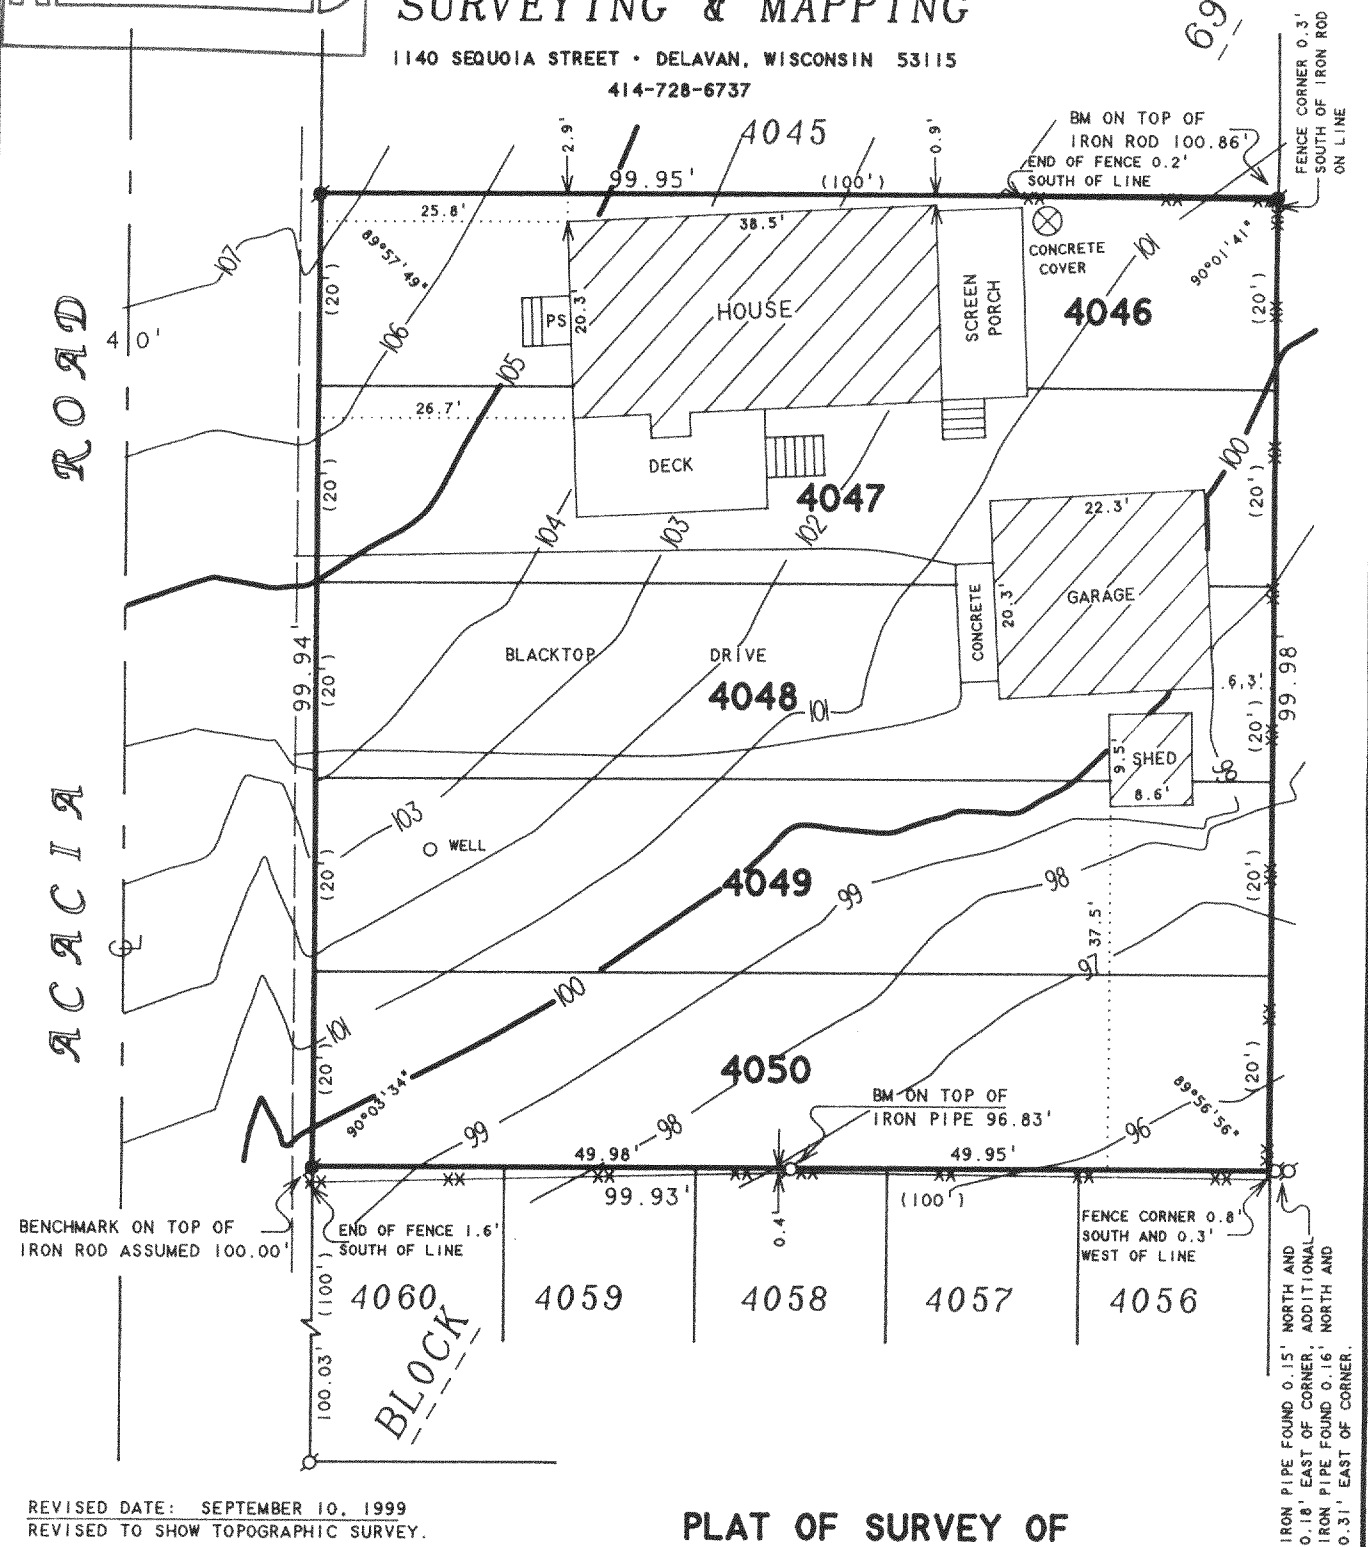 SURVEYING & MAPPING
1140 SEQUOIA STREET • DELAVAN, WISCONSIN 53115
414-728-6737
69
FENCE CORNER 0.3'
SOUTH OF IRON ROD
ON LINE
BM ON TOP OF
IRON ROD 100.86'
END OF FENCE 0.2'
SOUTH OF LINE
4045
2.9'
0.9'
99.95'
(100')
25.8'
38.5'
89°57'49"
90°01'41"
CONCRETE
COVER
101
107
(20')
(20')
HOUSE
PS
20.3'
SCREEN
PORCH
4046
ROAD
40'
106
105
26.7'
DECK
100
(20')
(20')
4047
104
103
102
22.3'
GARAGE
20.3'
CONCRETE
BLACKTOP DRIVE
99.94'
(20')
4048
101
6.3'
(20')
99.98'
SHED
9.5'
8.6'
99
ACACIA
103
WELL
(20')
4049
99
98
(20')
37.5'
97
100
101
(20')
4050
(20')
90°03'34"
89°56'56"
BM ON TOP OF
IRON PIPE 96.83'
99
98
96
49.98'
49.95'
99.93'
(100')
0.4'
BENCHMARK ON TOP OF
IRON ROD ASSUMED 100.00'
END OF FENCE 1.6'
SOUTH OF LINE
FENCE CORNER 0.8'
SOUTH AND 0.3'
WEST OF LINE
(100')
100.03'
4060 4059 4058 4057 4056
BLOCK
IRON PIPE FOUND 0.15' NORTH AND
0.18' EAST OF CORNER, ADDITIONAL
IRON PIPE FOUND 0.16' NORTH AND
0.31' EAST OF CORNER.
REVISED DATE: SEPTEMBER 10, 1999
REVISED TO SHOW TOPOGRAPHIC SURVEY.
PLAT OF SURVEY OF